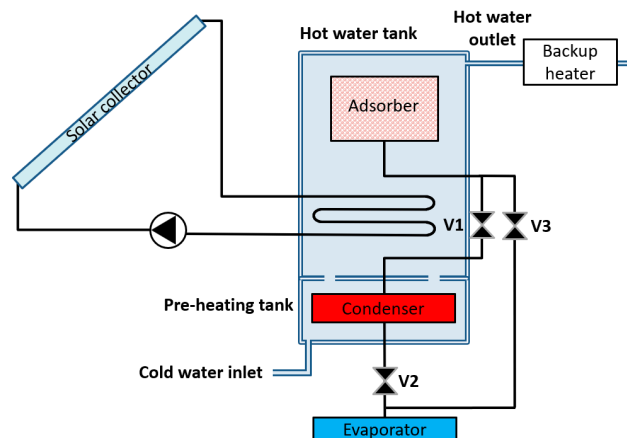 Hot water
outlet
Hot water tank
Backup
heater
Solar collector
Adsorber
V1
V3
Pre-heating tank
Condenser
Cold water inlet
V2
Evaporator